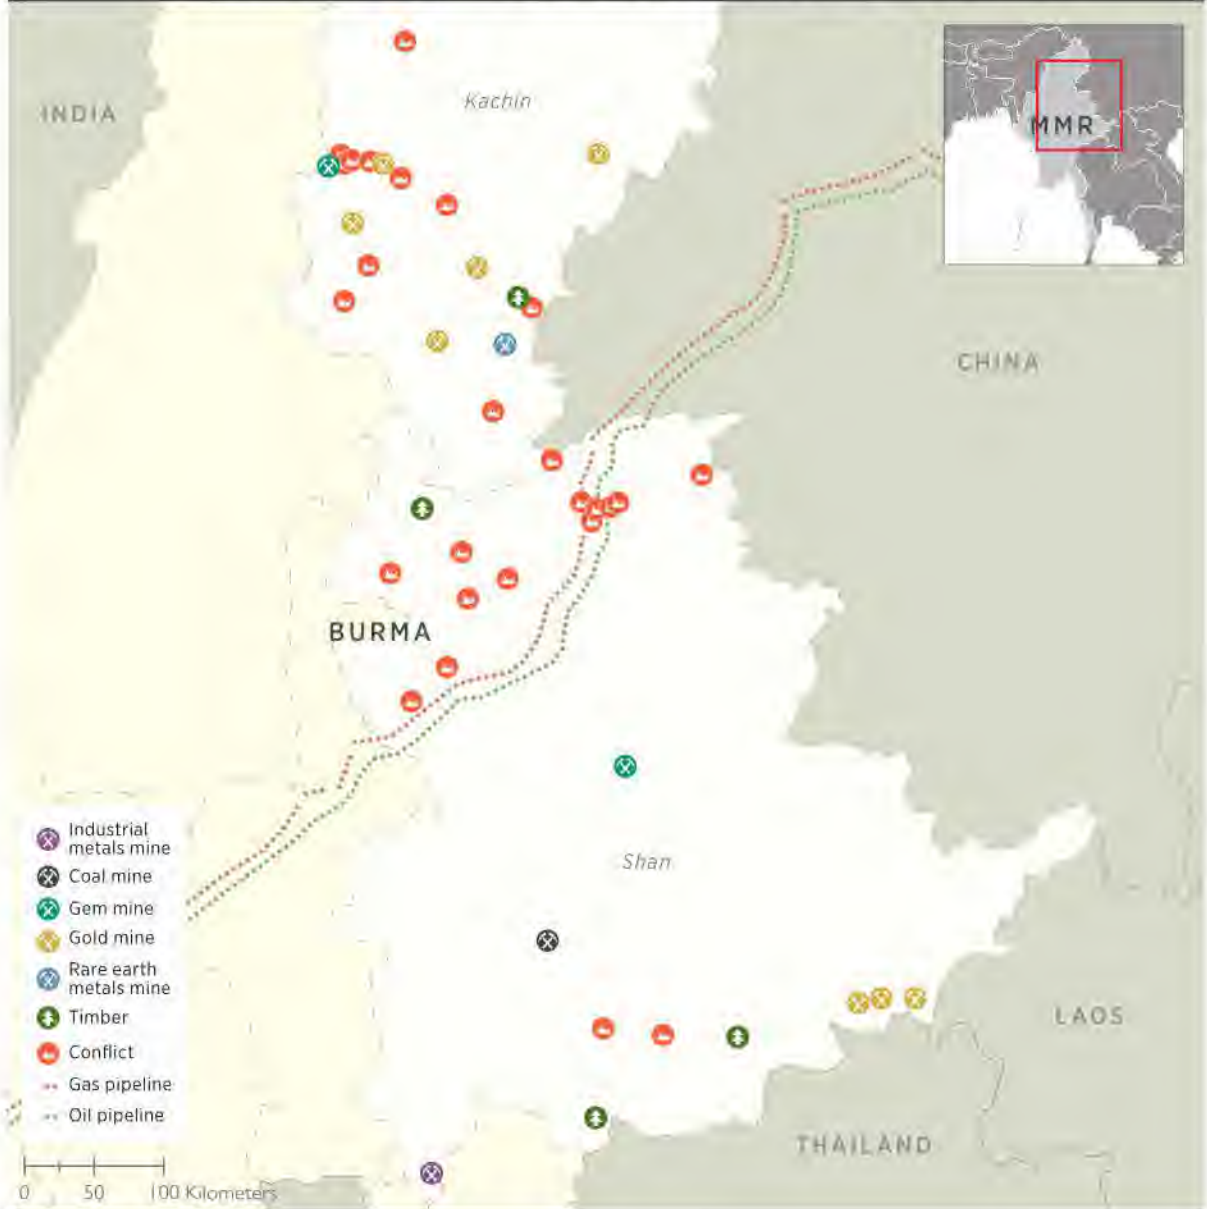 Kachin
INDIA
MMR
CHINA
BURMA
Shan
Industrial
metals mine
Coal mine
Gem mine
Gold mine
Rare earth
metals mine
Timber
Conflict
Gas pipeline
Oil pipeline
LAOS
THAILAND
0 50 100 Kilometers